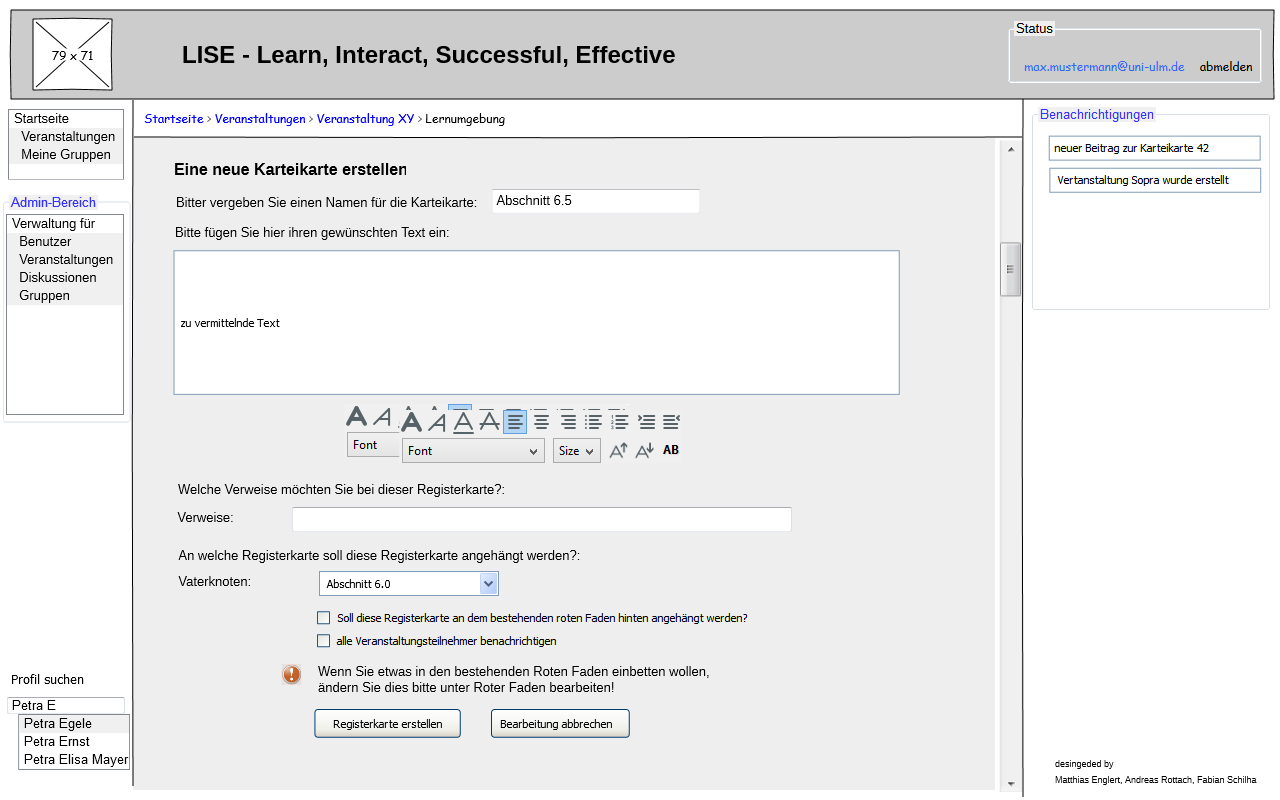 79 x 71
LISE - Learn, Interact, Successful, Effective
Status
max.mustermann@uni-ulm.de abmelden
Startseite
Veranstaltungen
Meine Gruppen
Admin-Bereich
Verwaltung für
Benutzer
Veranstaltungen
Diskussionen
Gruppen
Profil suchen
Petra E
Petra Egele
Petra Ernst
Petra Elisa Mayer
Startseite > Veranstaltungen > Veranstaltung XY > Lernumgebung
Eine neue Karteikarte erstellen
Bitter vergeben Sie einen Namen für die Karteikarte: Abschnitt 6.5
Bitte fügen Sie hier ihren gewünschten Text ein:
zu vermittelnde Text
Font Font Size AB
Welche Verweise möchten Sie bei dieser Registerkarte?:
Verweise:
An welche Registerkarte soll diese Registerkarte angehängt werden?:
Vaterknoten: Abschnitt 6.0
Soll diese Registerkarte an dem bestehenden roten Faden hinten angehängt werden?
alle Veranstaltungsteilnehmer benachrichtigen
Wenn Sie etwas in den bestehenden Roten Faden einbetten wollen,
ändern Sie dies bitte unter Roter Faden bearbeiten!
Registerkarte erstellen Bearbeitung abbrechen
Benachrichtigungen
neuer Beitrag zur Karteikarte 42
Vertanstaltung Sopra wurde erstellt
desingeded by
Matthias Englert, Andreas Rottach, Fabian Schilha